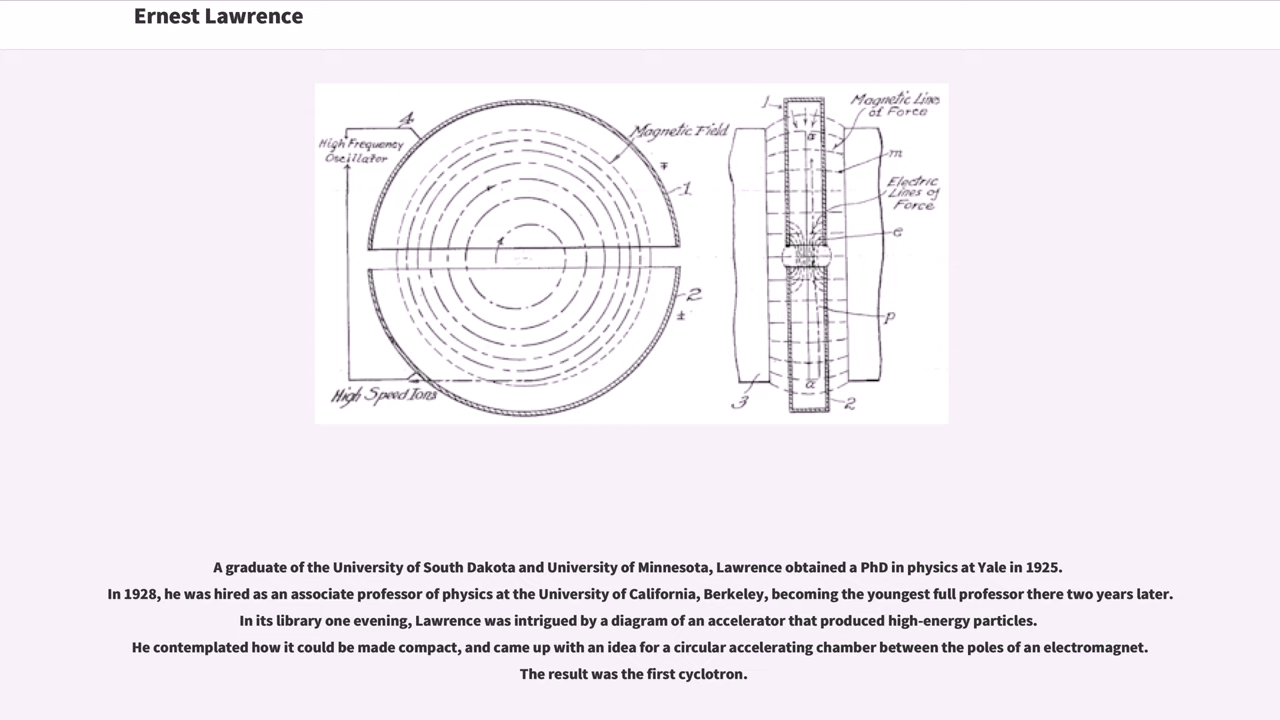 Ernest Lawrence
4
High Frequency
Oscillator
Magnetic Field
1
2
High Speed Ions
1
Magnetic Lines
of Force
a
m
Electric
Lines of
Force
e
p
a
3
2
A graduate of the University of South Dakota and University of Minnesota, Lawrence obtained a PhD in physics at Yale in 1925.
In 1928, he was hired as an associate professor of physics at the University of California, Berkeley, becoming the youngest full professor there two years later.
In its library one evening, Lawrence was intrigued by a diagram of an accelerator that produced high-energy particles.
He contemplated how it could be made compact, and came up with an idea for a circular accelerating chamber between the poles of an electromagnet.
The result was the first cyclotron.